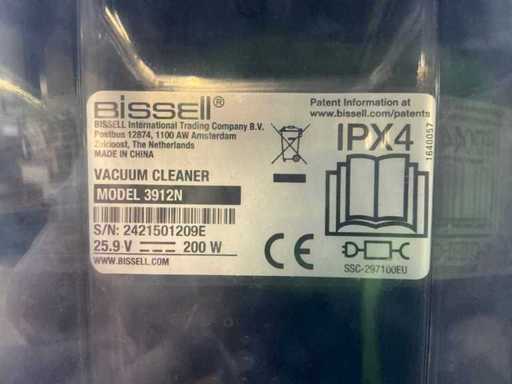 BISSELL®
BISSELL International Trading Company B.V.
Postbus 12874, 1100 AW Amsterdam
Zuidoost, The Netherlands
MADE IN CHINA
VACUUM CLEANER
MODEL 3912N
S/N: 2421501209E
25.9 V 200 W
WWW.BISSELL.COM
Patent Information at
www.bissell.com/patents
IPX4
1640057
CE
SSC-297100EU